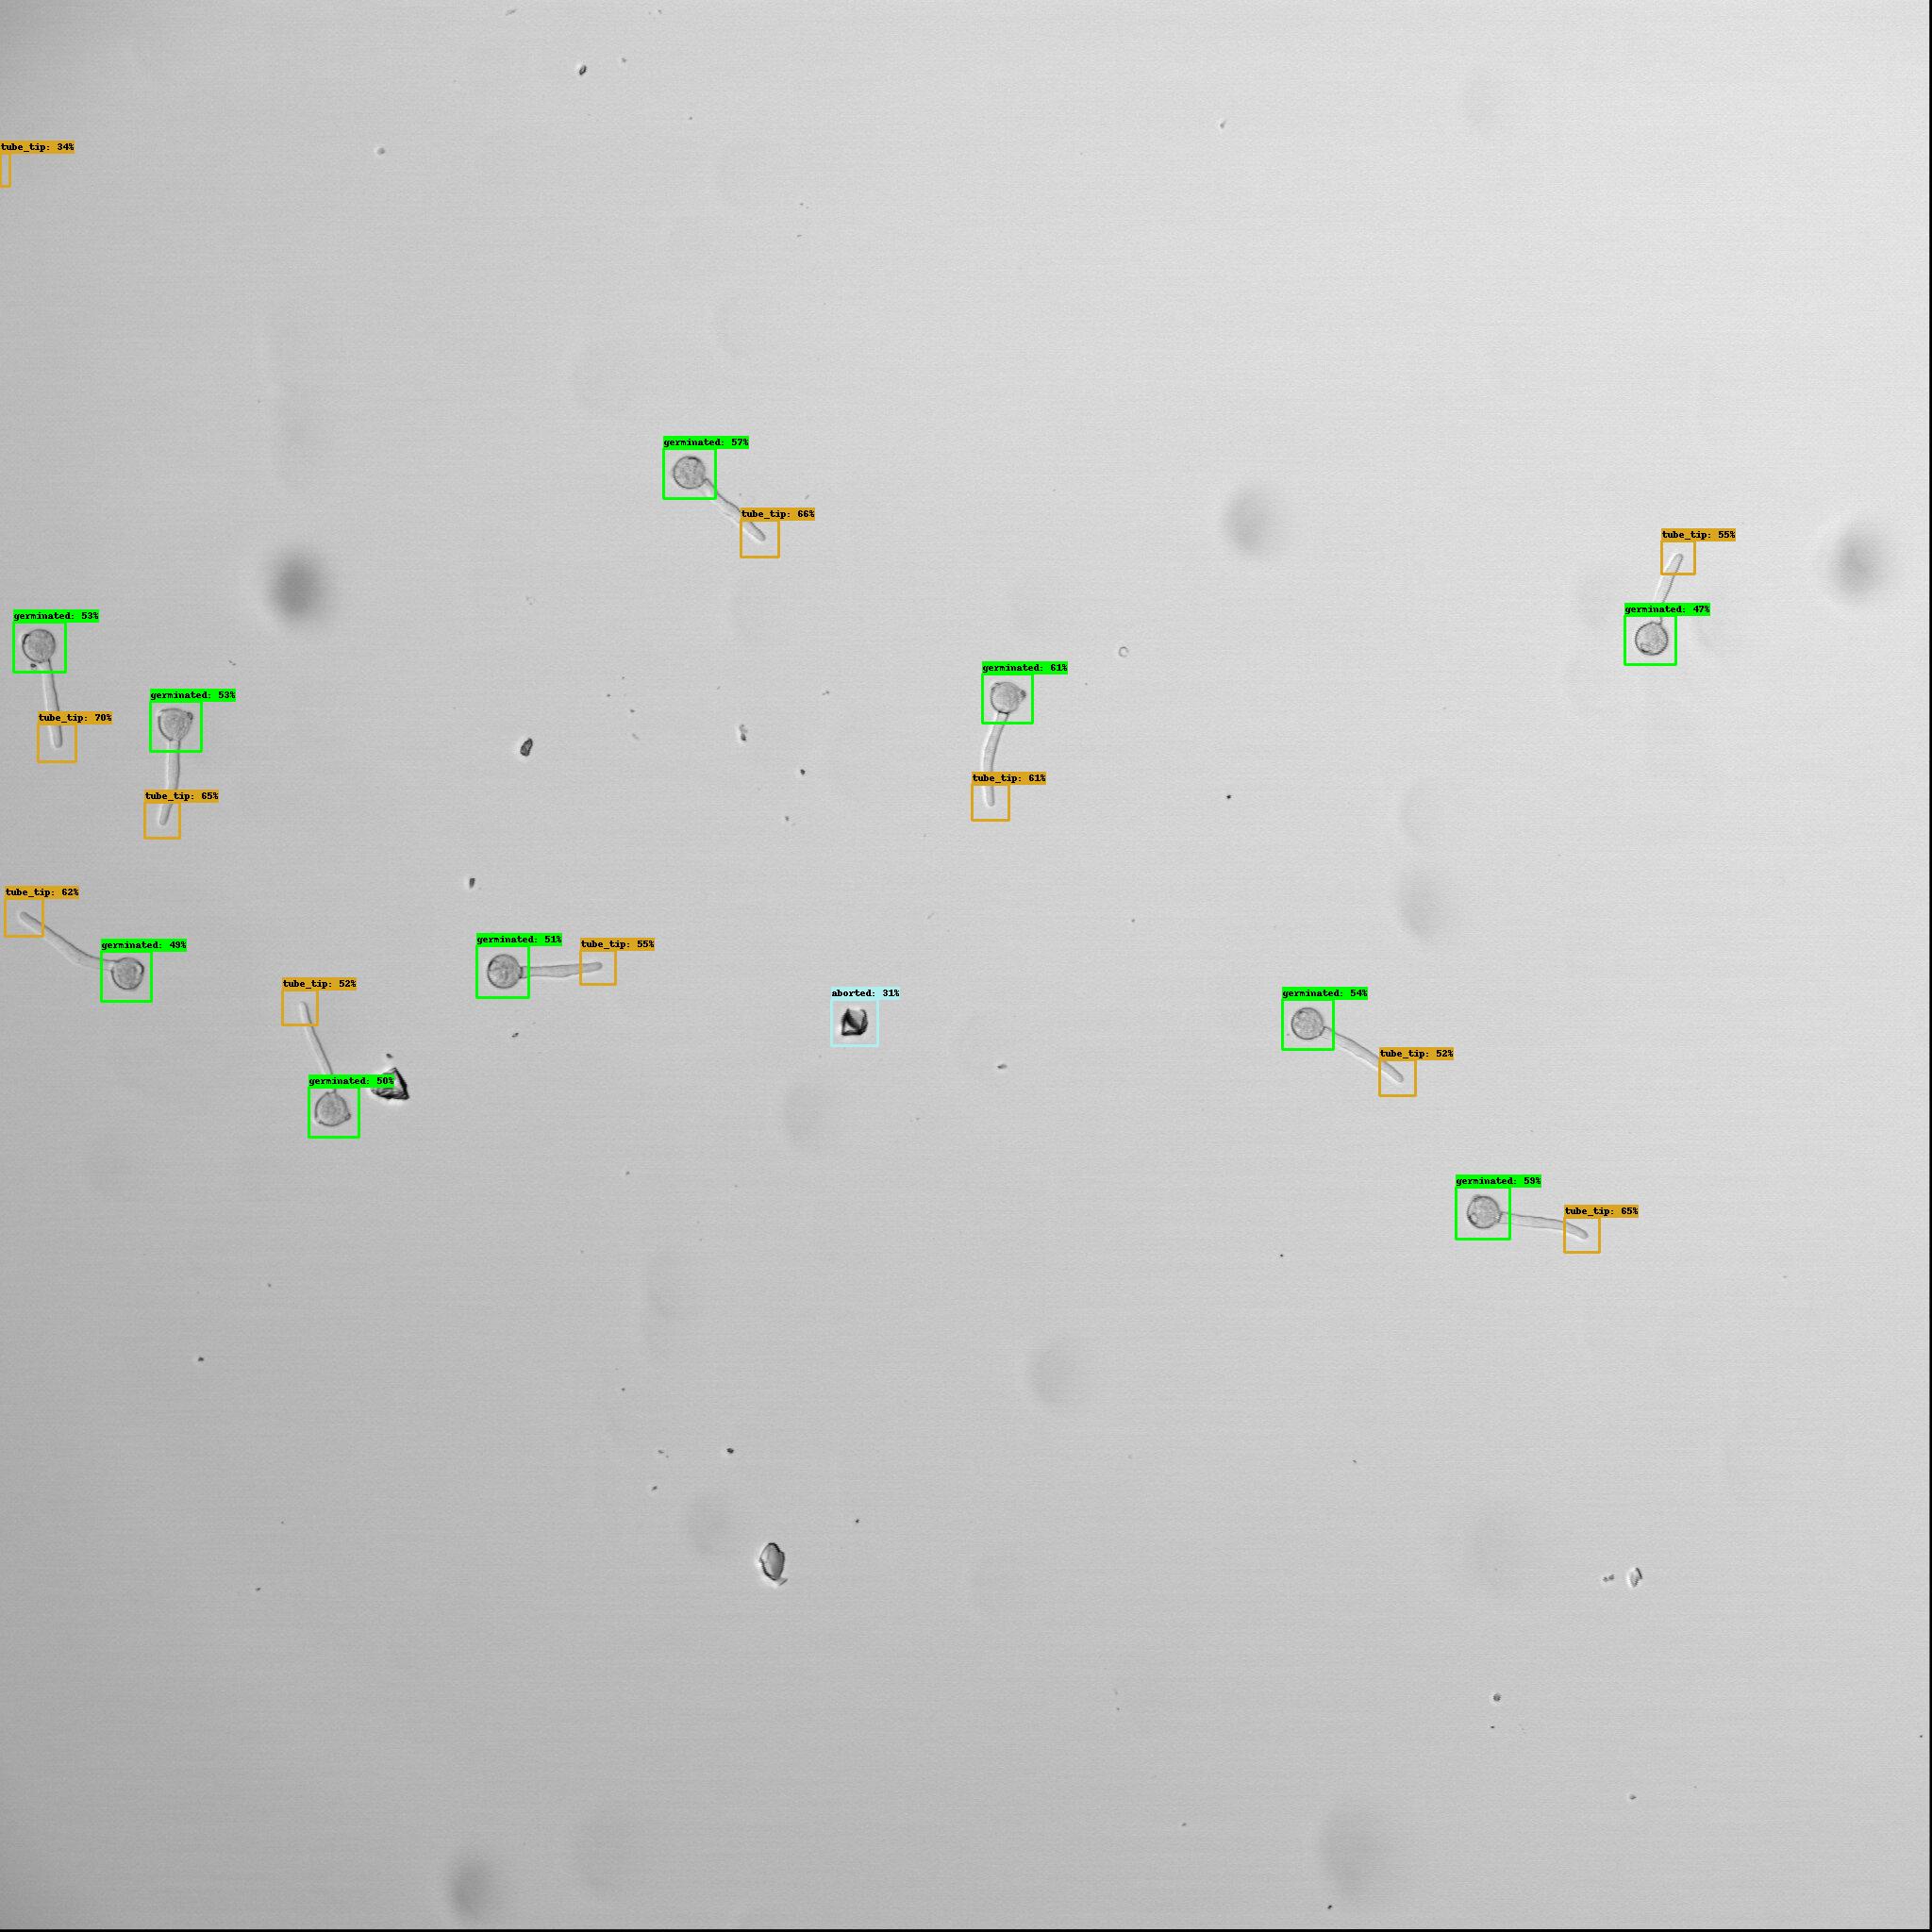 tube_tip: 34%
germinated: 57%
tube_tip: 66%
tube_tip: 55%
germinated: 47%
germinated: 53%
germinated: 61%
germinated: 53%
tube_tip: 70%
tube_tip: 61%
tube_tip: 65%
tube_tip: 62%
germinated: 49%
germinated: 51%
tube_tip: 55%
tube_tip: 52%
aborted: 31%
germinated: 54%
tube_tip: 52%
germinated: 50%
germinated: 59%
tube_tip: 65%